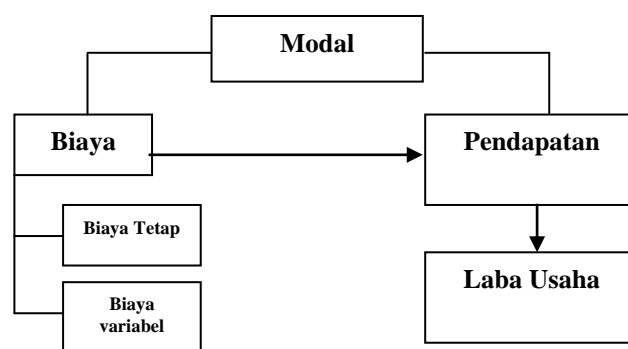 Modal
Biaya
Pendapatan
Biaya Tetap
Laba Usaha
Biaya
variabel